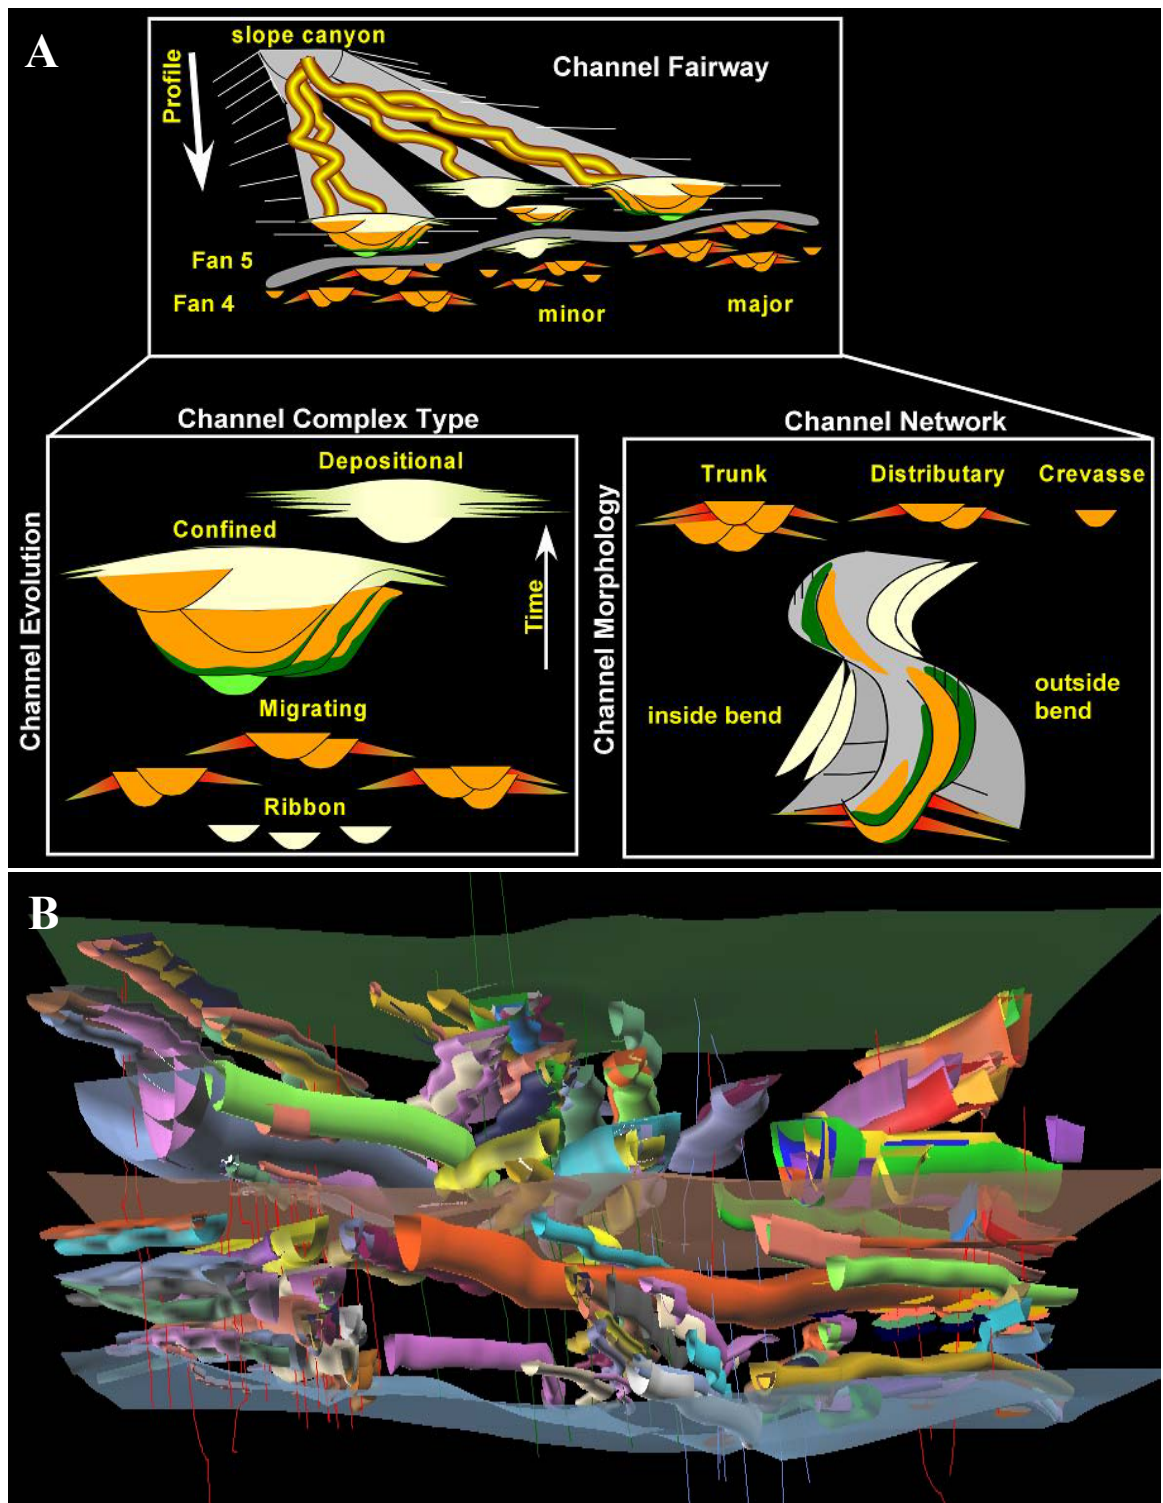 A
slope canyon
Channel Fairway
Profile
Fan 5
Fan 4
minor
major
Channel Complex Type
Channel Evolution
Depositional
Confined
Time
Migrating
Ribbon
Channel Network
Channel Morphology
Trunk
Distributary
Crevasse
inside bend
outside
bend
B